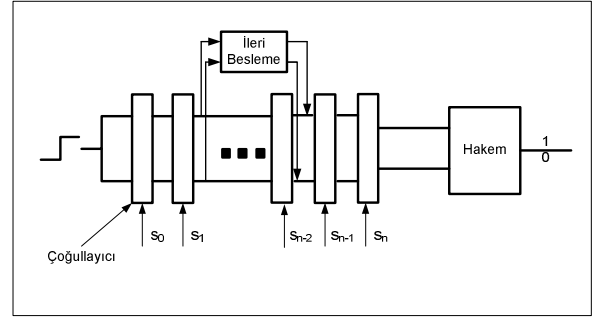 İleri
Besleme
Hakem
1
0
s0
s1
sn-2
sn-1
sn
Çoğullayıcı